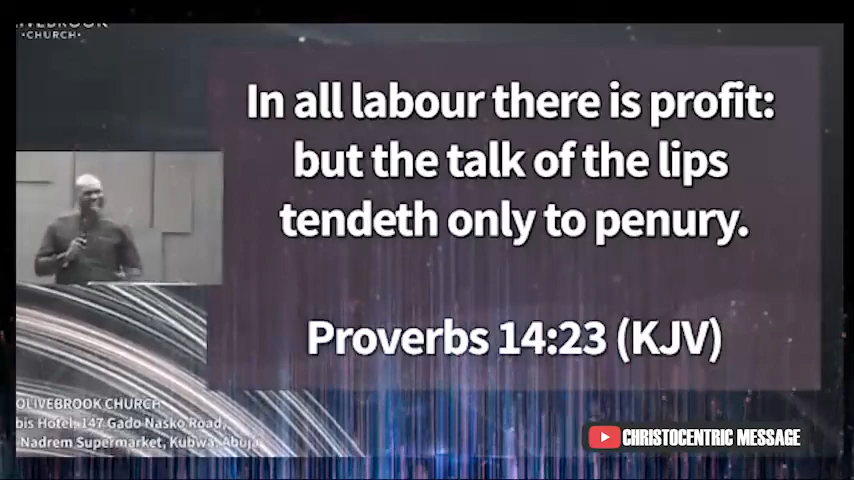 ·CHURCH·
In all labour there is profit:
but the talk of the lips
tendeth only to penury.
Proverbs 14:23 (KJV)
OLIVEBROOK CHURCH
Hotel, 147 Gado Nasko Road,
Nadrem Supermarket, Kubwa, Abuja
CHRISTOCENTRIC MESSAGE